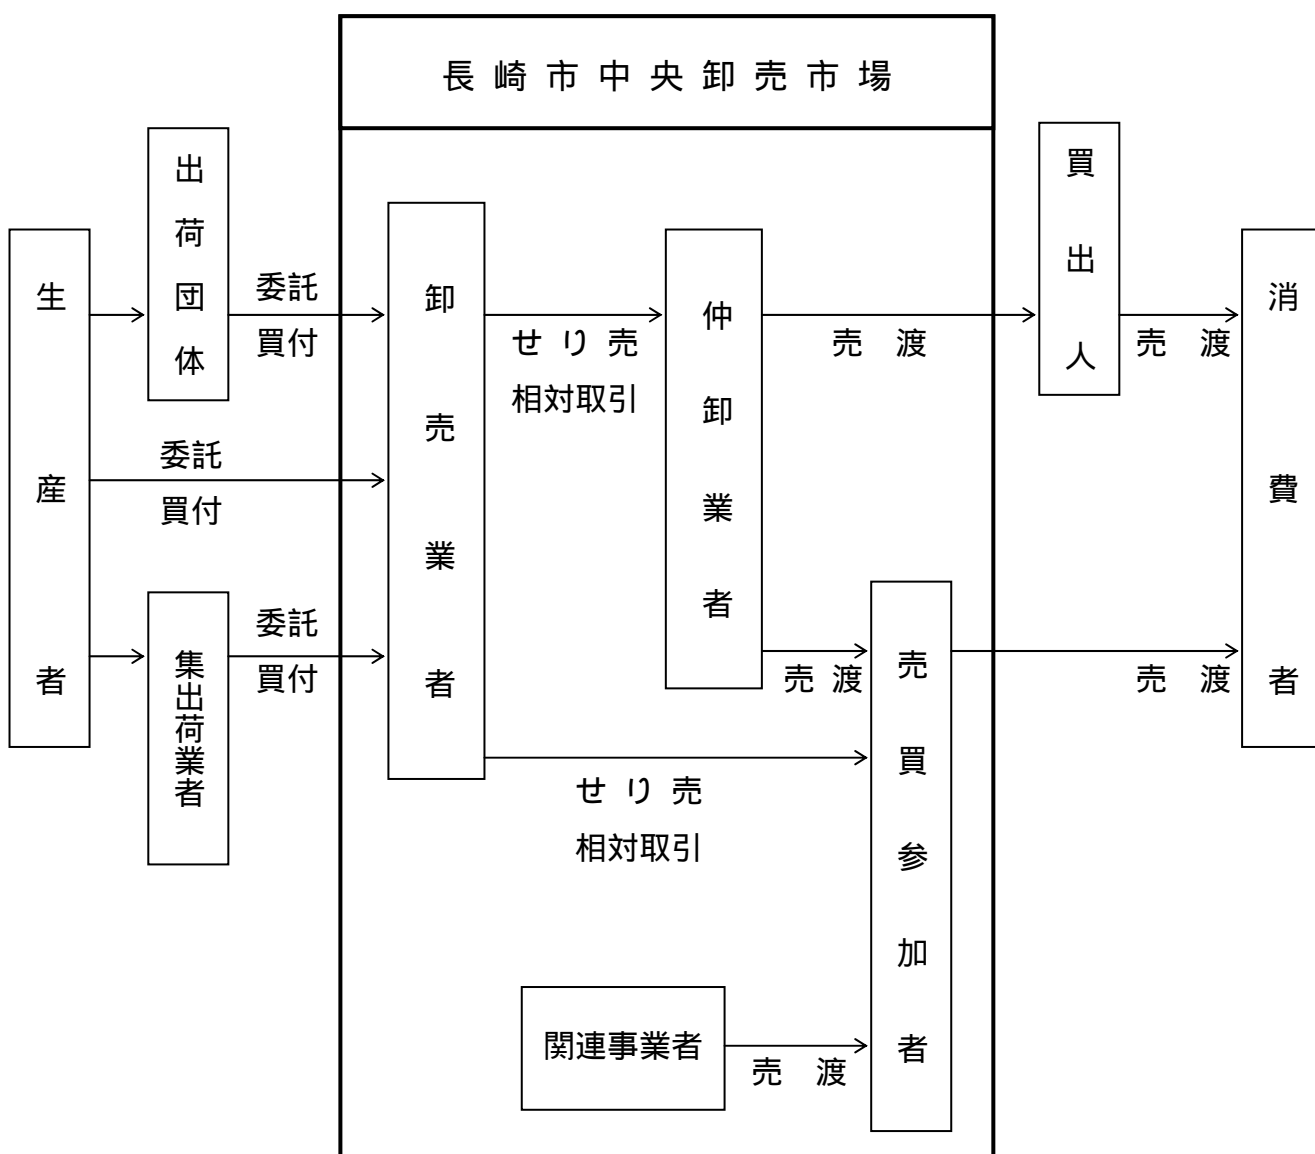 長崎市中央卸売市場
生産者
出荷団体
委託
買付
委託
買付
集出荷業者
委託
買付
卸売業者
せり売
相対取引
仲卸業者
売渡
売渡
せり売
相対取引
関連事業者
売渡
売買参加者
買出人
売渡
売渡
消費者